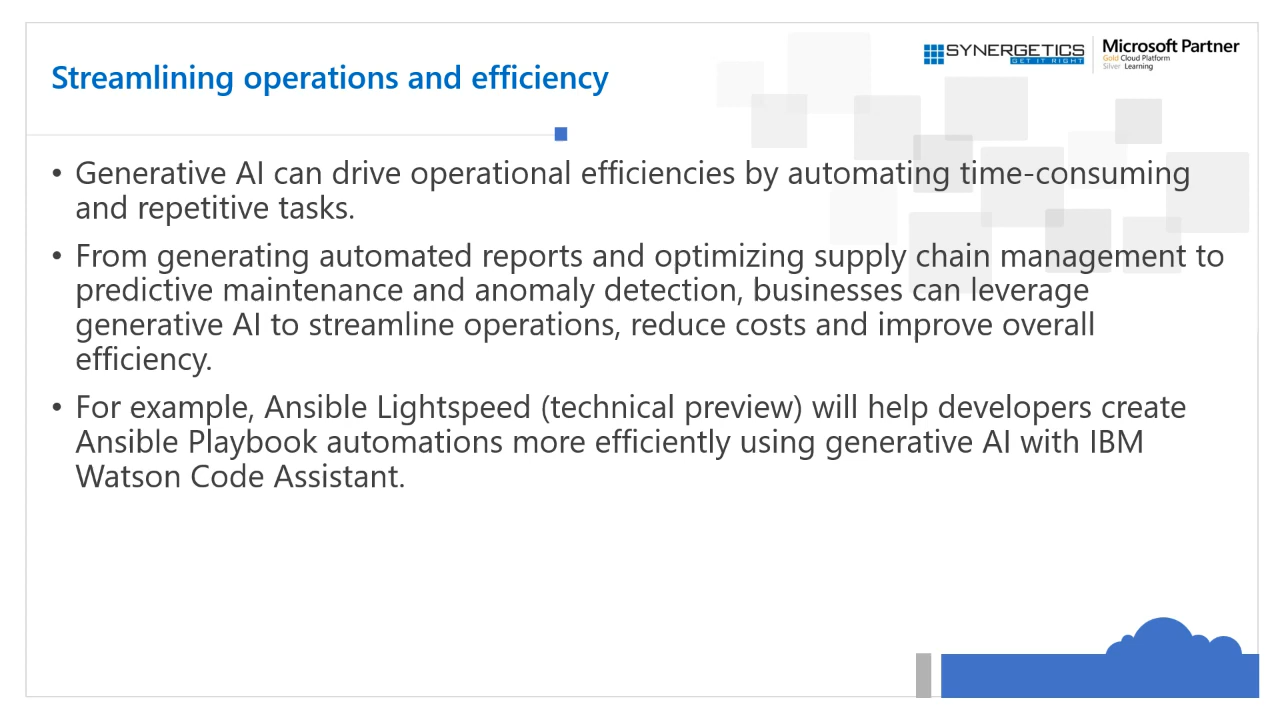 SYNERGETICS
GET IT RIGHT
Microsoft Partner
Gold Cloud Platform
Silver Learning
Streamlining operations and efficiency
• Generative AI can drive operational efficiencies by automating time-consuming
and repetitive tasks.
• From generating automated reports and optimizing supply chain management to
predictive maintenance and anomaly detection, businesses can leverage
generative AI to streamline operations, reduce costs and improve overall
efficiency.
• For example, Ansible Lightspeed (technical preview) will help developers create
Ansible Playbook automations more efficiently using generative AI with IBM
Watson Code Assistant.